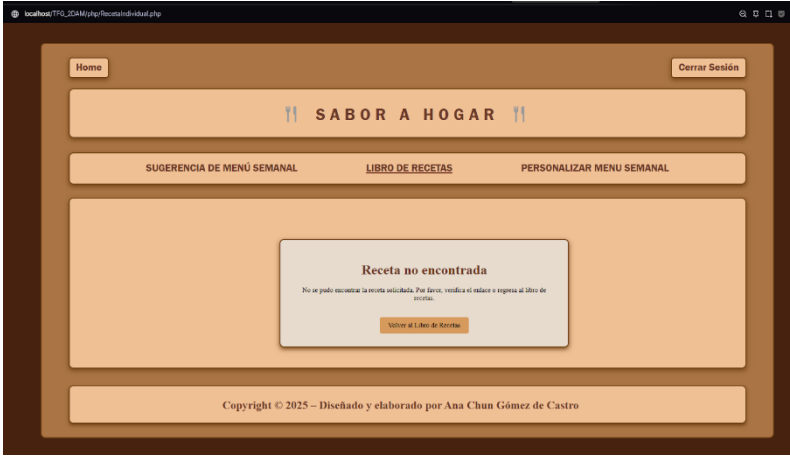 localhost/TFG_2DAM/php/RecetaIndividual.php
Home
Cerrar Sesión
SABOR A HOGAR
SUGERENCIA DE MENÚ SEMANAL
LIBRO DE RECETAS
PERSONALIZAR MENU SEMANAL
Receta no encontrada
No se pudo encontrar la receta solicitada. Por favor, verifica el enlace o regresa al libro de
recetas.
Volver al Libro de Recetas
Copyright © 2025 – Diseñado y elaborado por Ana Chun Gómez de Castro